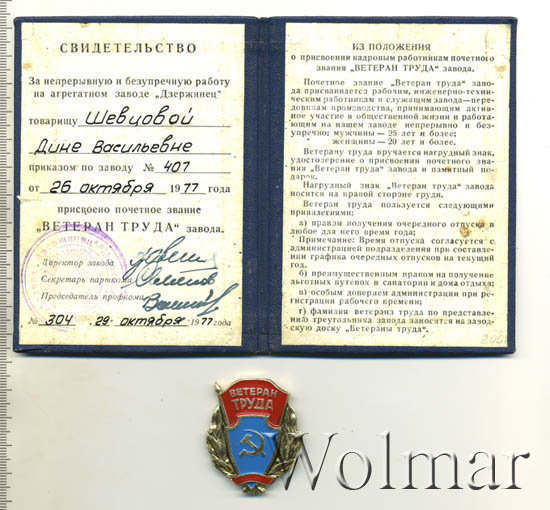 СВИДЕТЕЛЬСТВО
За непрерывную и безупречную работу
на агрегатном заводе „Дзержинец"
товарищу Шевцовой
Дине Васильевне
приказом по заводу № 407
от 26 октября 1977 года
присвоено почетное звание
"ВЕТЕРАН ТРУДА" завода.
Директор завода
Секретарь парткома
Председатель профкома
№ 304 29 октября 1977 года
ИЗ ПОЛОЖЕНИЯ
о присвоении кадровым работникам почетного
звания „ВЕТЕРАН ТРУДА" завода.
Почетное звание „Ветеран труда" заво-
да присваивается рабочим, инженерно-техни-
ческим работникам и служащим завода—пере-
довикам производства, принимающим актив-
ное участие в общественной жизни и работа-
ющим на нашем заводе непрерывно и бе-
зупречно: мужчины — 25 лет и более;
женщины — 20 лет и более.
Ветерану труда вручается нагрудный знак,
удостоверение о присвоении почетного зва-
ния „Ветеран труда" завода и памятный по-
дарок.
Нагрудный знак „Ветеран труда" завода
носится на правой стороне груди.
Ветеран труда пользуется следующими
привилегиями:
а) правом получения очередного отпуска в
любое для него время года;
Примечание: Время отпуска согласуется с
администрацией подразделения при составле-
нии графика очередных отпусков на текущий
год.
б) преимущественным правом на получение
льготных путевок в санатории и дома отдыха;
в) особым доверием администрации при ре-
гистрации рабочего времени;
г) фамилия ветерана труда по представле-
нию треугольника завода заносится на завод-
скую доску „Ветераны труда".
ВЕТЕРАН
ТРУДА
Wolmar